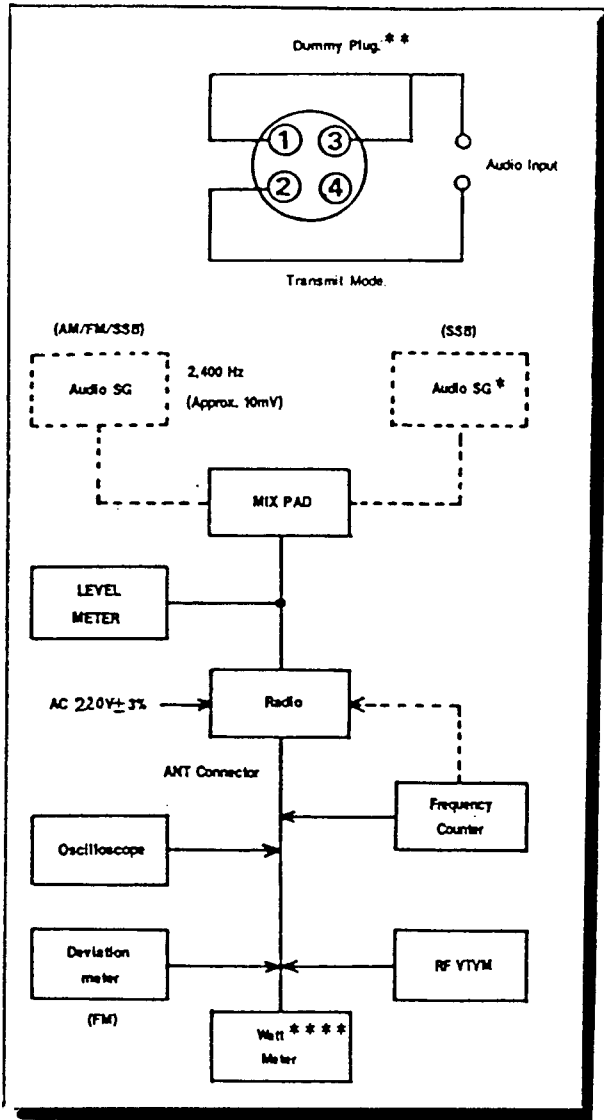 Dummy Plug. **
1 3
Audio Input
2 4
Transmit Mode.
(AM/FM/SSB)
(SSB)
Audio SG
2,400 Hz
(Approx. 10mV)
Audio SG *
MIX PAD
LEVEL
METER
AC 220V±3%
Radio
ANT Connector
Frequency
Counter
Oscilloscope
Deviation
meter
RF VTVM
(FM)
Watt ****
Meter